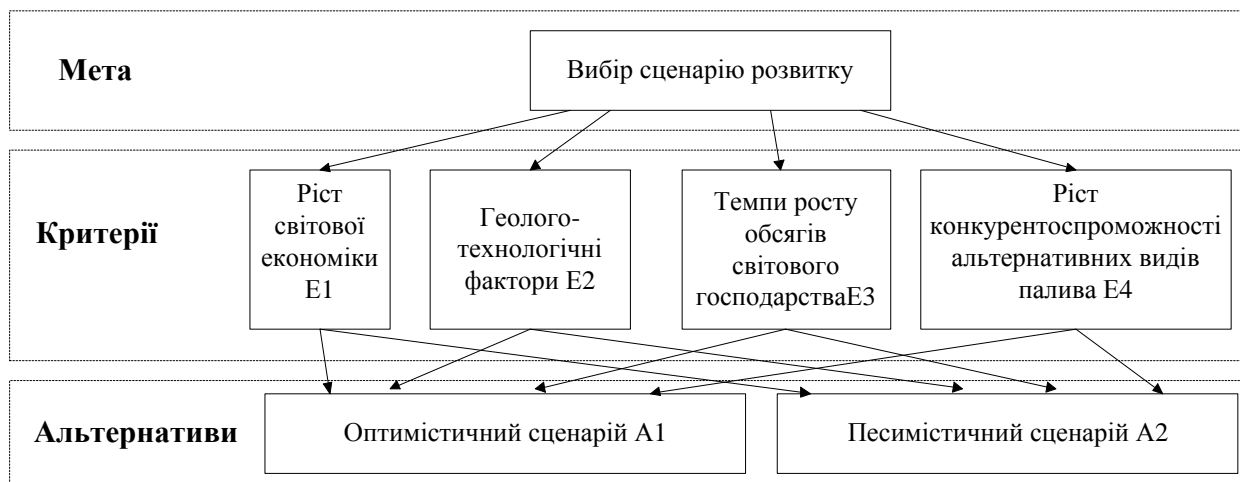 Мета
Вибір сценарію розвитку
Критерії
Ріст
світової
економіки
Е1
Геолого-
технологічні
фактори Е2
Темпи росту
обсягів
світового
господарстваЕ3
Ріст
конкурентоспроможності
альтернативних видів
палива Е4
Альтернативи
Оптимістичний сценарій А1
Песимістичний сценарій А2